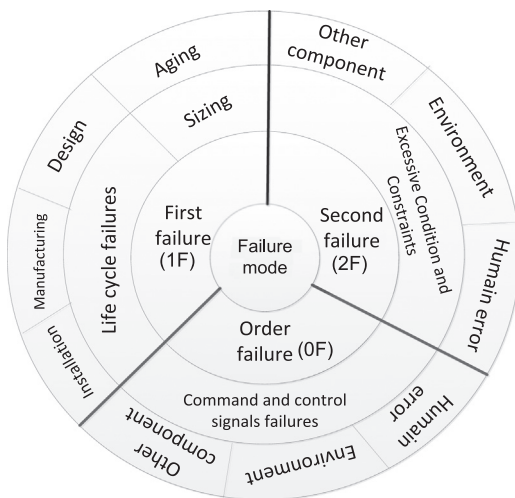 Failure
mode
First
failure
(1F)
Second
failure
(2F)
Order
failure (0F)
Sizing
Life cycle failures
Excessive Condition and
Constraints
Command and control
signals failures
Aging
Design
Manufacturing
Installation
Other
component
Environment
Humain error
Humain
error
Environment
Other
component